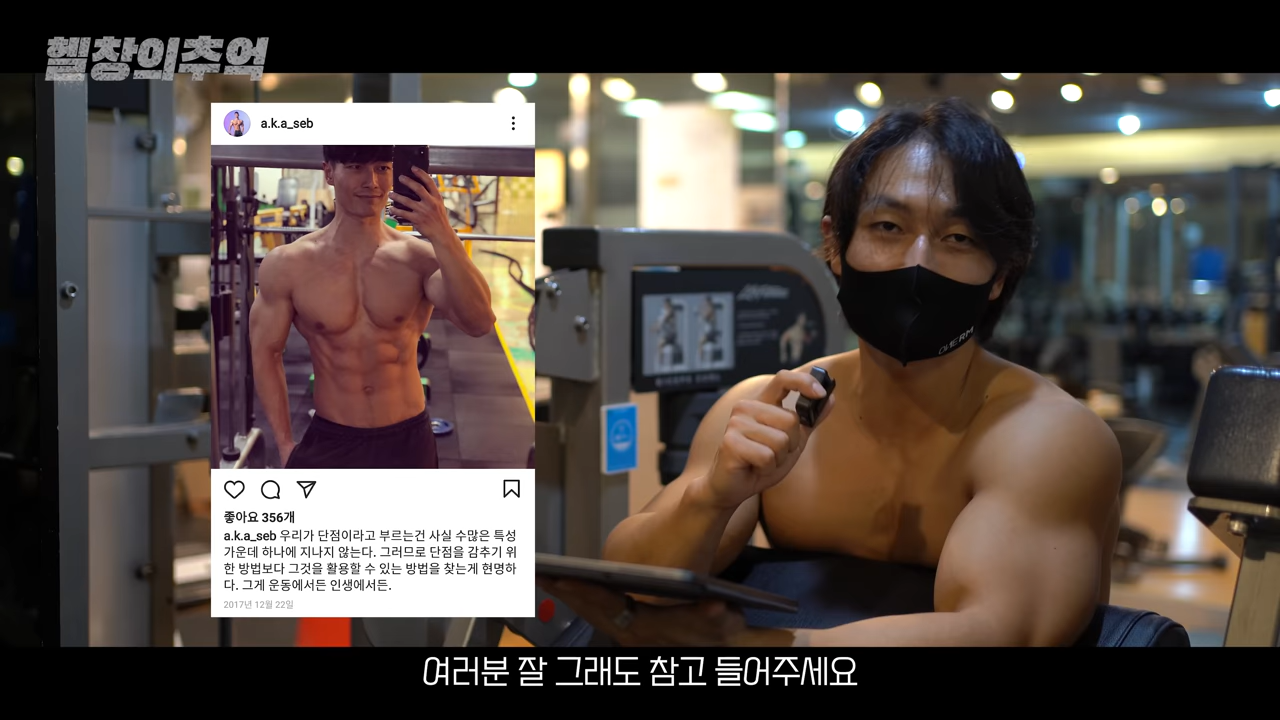 헬창의추억
a.k.a_seb
좋아요 356개
a.k.a_seb 우리가 단점이라고 부르는건 사실 수많은 특성
가운데 하나에 지나지 않는다. 그러므로 단점을 감추기 위
한 방법보다 그것을 활용할 수 있는 방법을 찾는게 현명하
다. 그게 운동에서든 인생에서든.
2017년 12월 22일
여러분 잘 그래도 참고 들어주세요